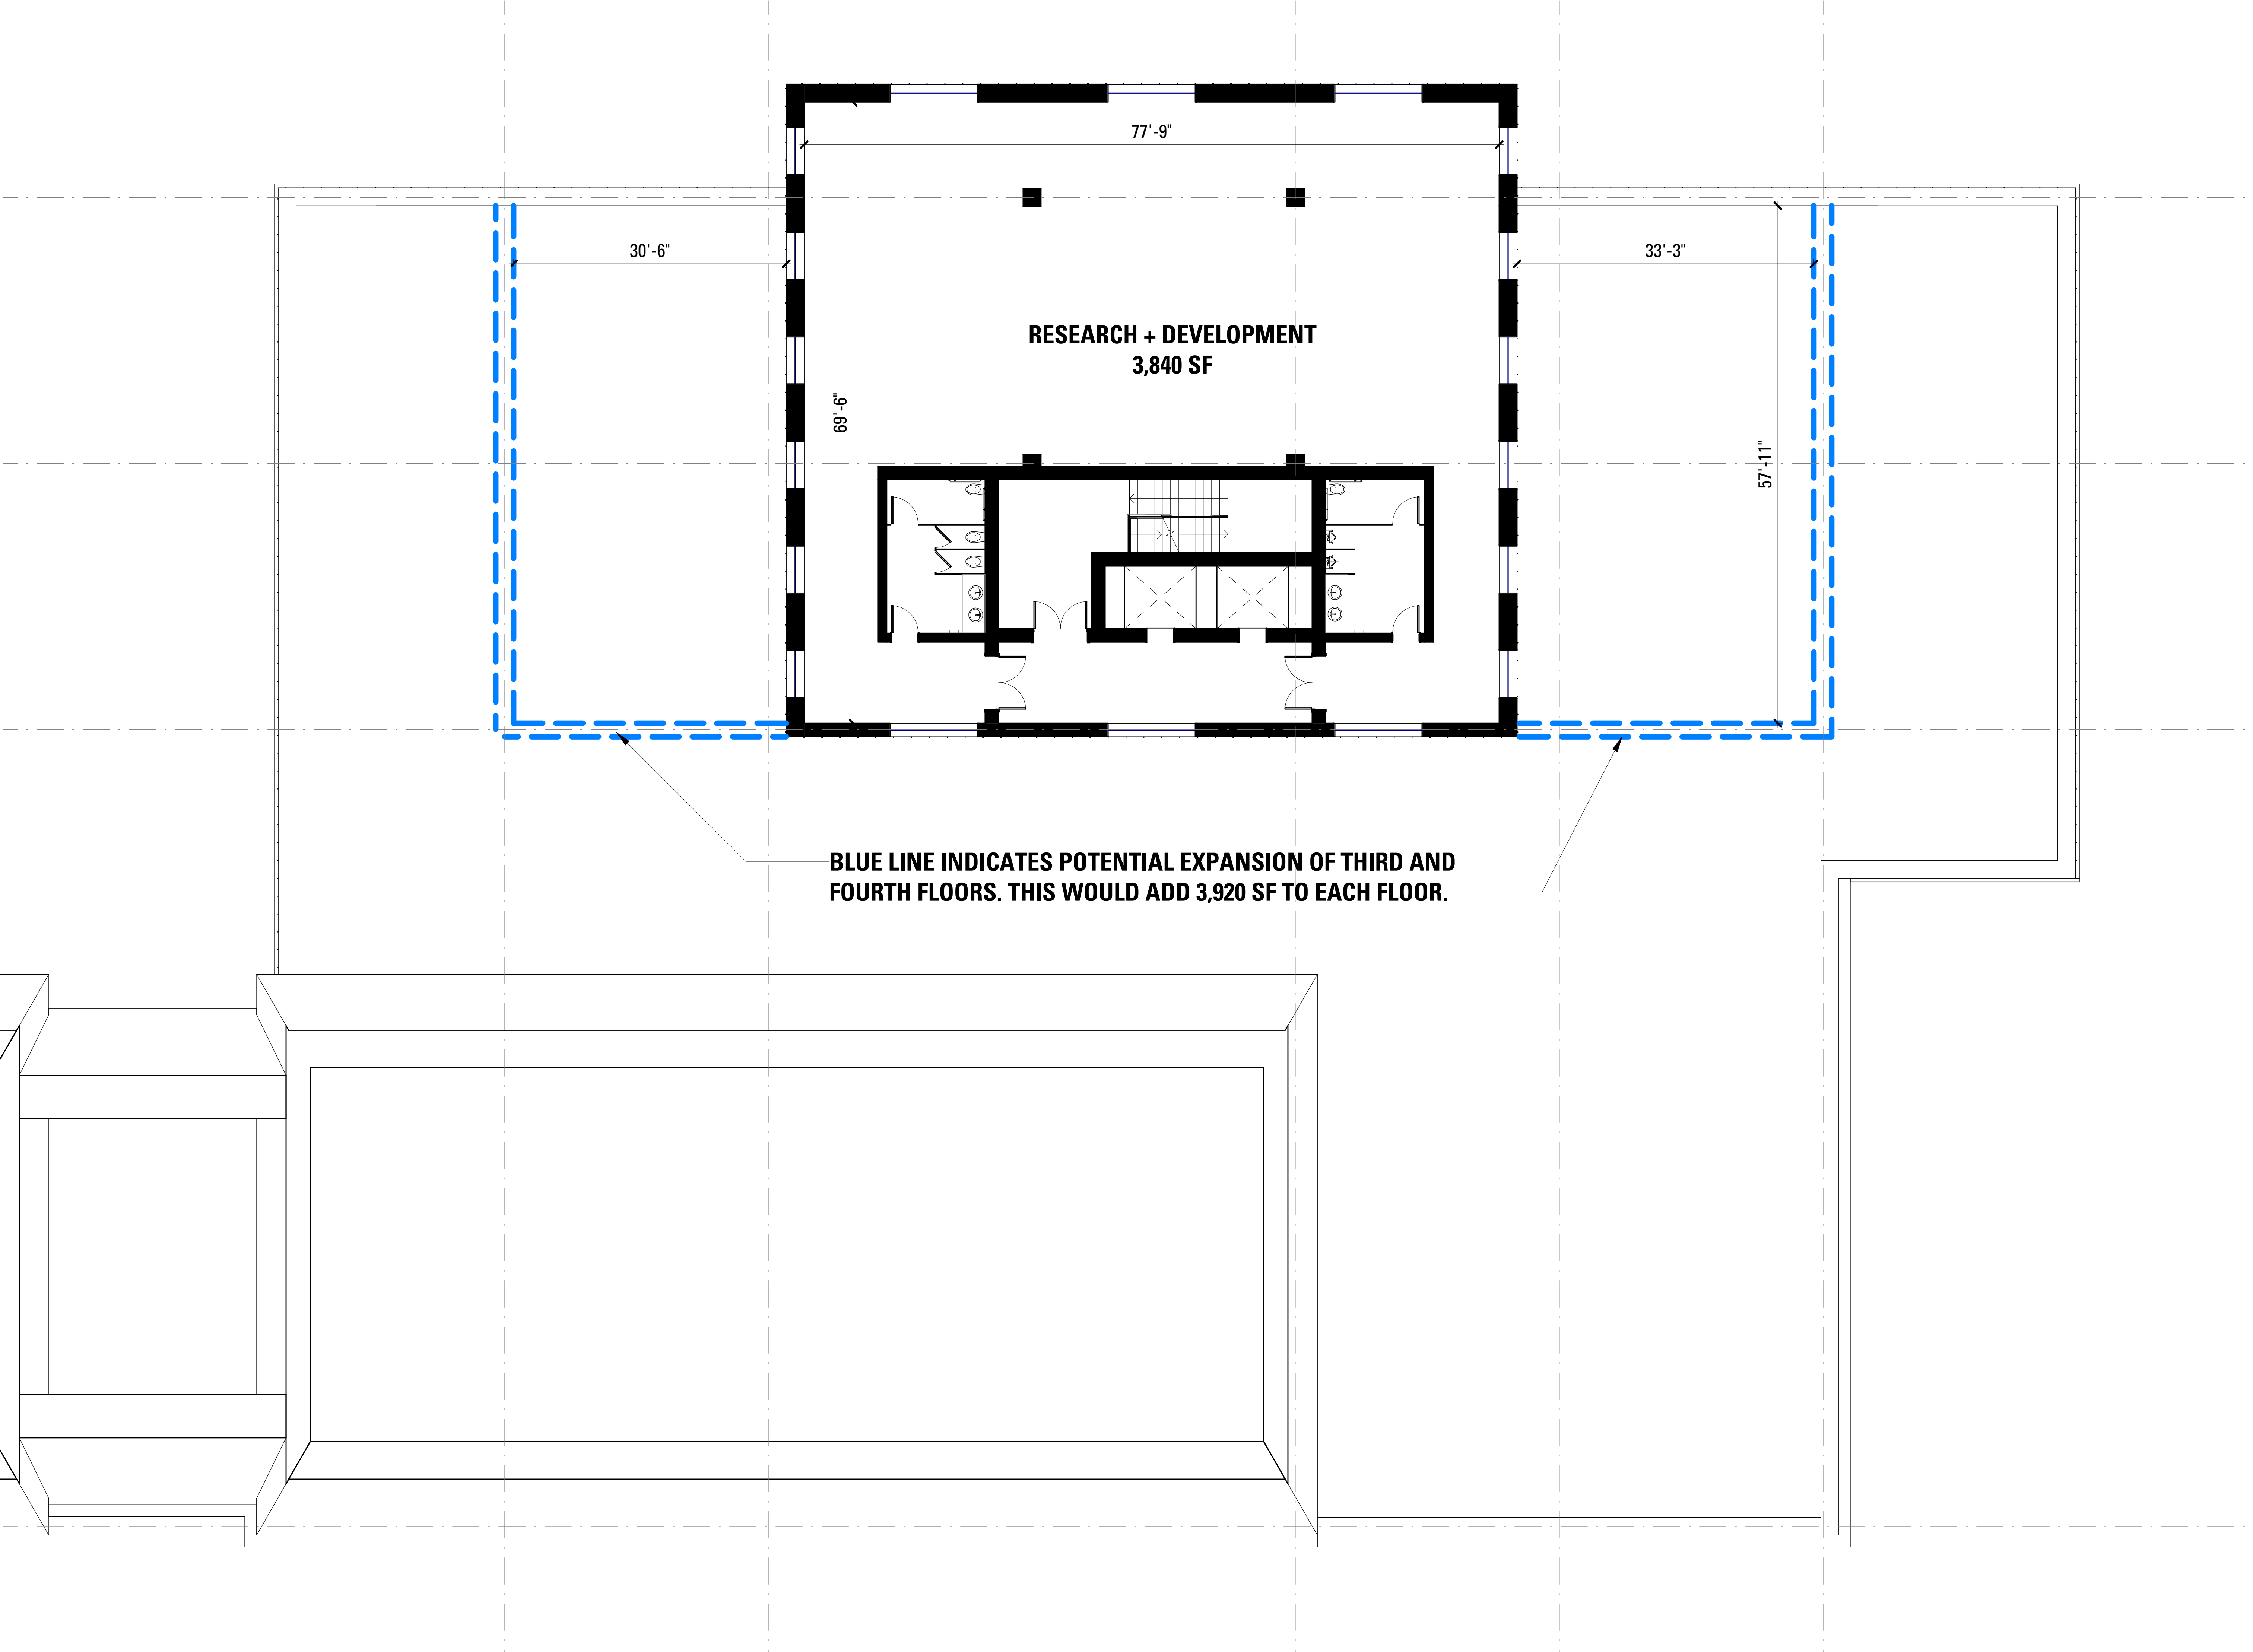 77'-9"
30'-6"
33'-3"
RESEARCH + DEVELOPMENT
3,840 SF
69'-6"
57'-11"
BLUE LINE INDICATES POTENTIAL EXPANSION OF THIRD AND
FOURTH FLOORS. THIS WOULD ADD 3,920 SF TO EACH FLOOR.